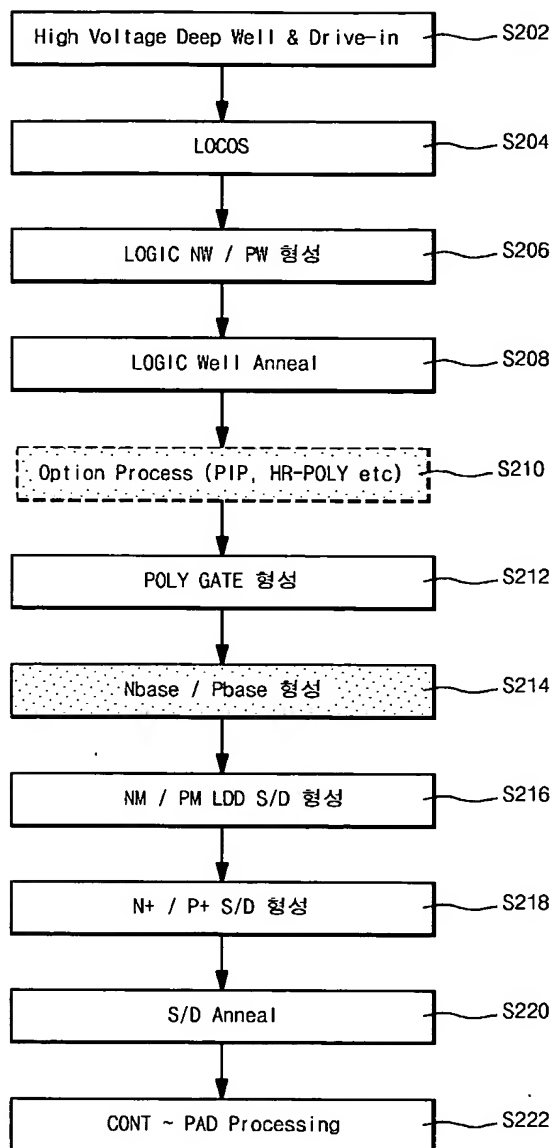 High Voltage Deep Well & Drive-in S202
LOCOS S204
LOGIC NW / PW 형성 S206
LOGIC Well Anneal S208
Option Process (PIP, HR-POLY etc) S210
POLY GATE 형성 S212
Nbase / Pbase 형성 S214
NM / PM LDD S/D 형성 S216
N+ / P+ S/D 형성 S218
S/D Anneal S220
CONT ~ PAD Processing S222